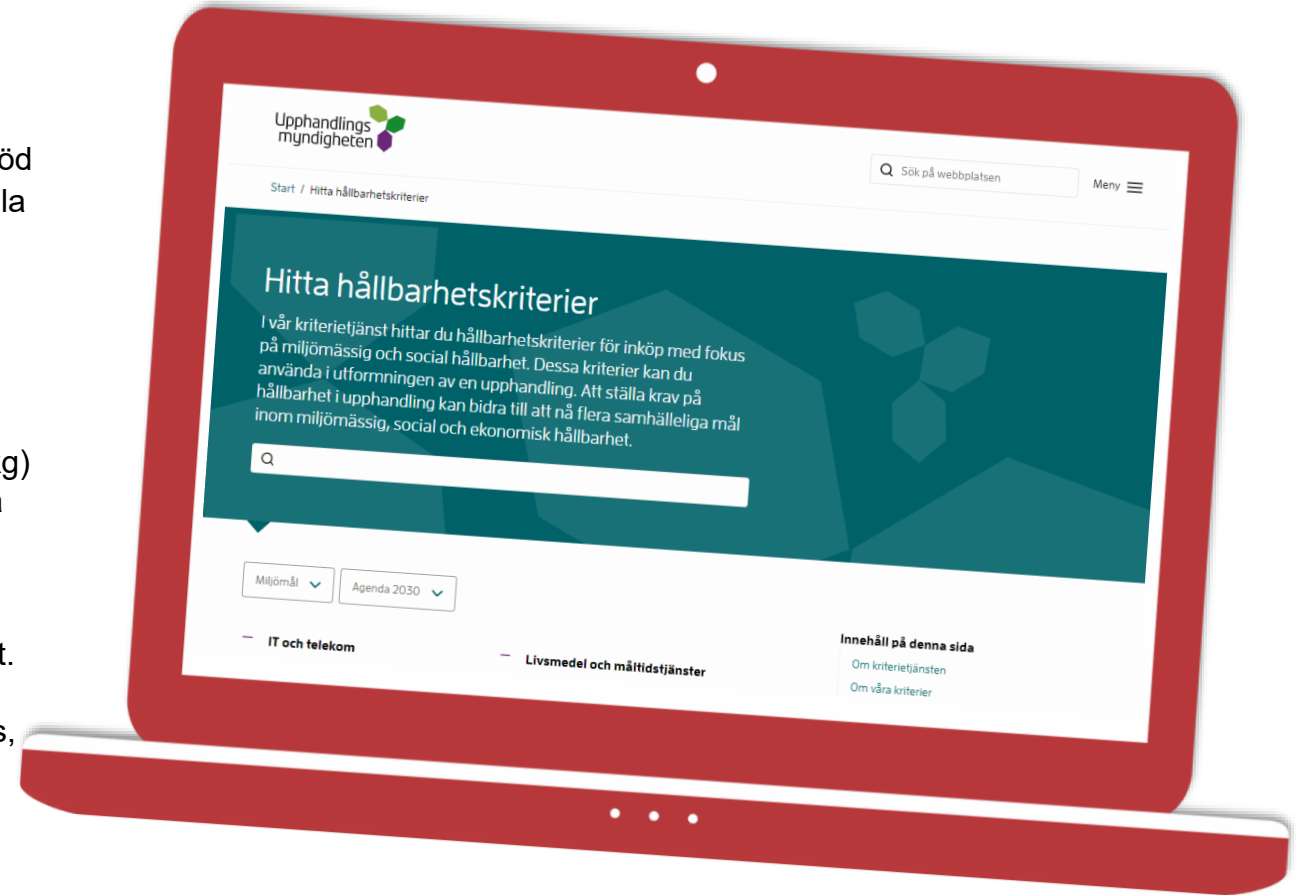 öd
la
g)
t.
s,
Upphandlings
myndigheten
Sök på webbplatsen
Meny
Start / Hitta hållbarhetskriterier
Hitta hållbarhetskriterier
I vår kriterietjänst hittar du hållbarhetskriterier för inköp med fokus
på miljömässig och social hållbarhet. Dessa kriterier kan du
använda i utformningen av en upphandling. Att ställa krav på
hållbarhet i upphandling kan bidra till att nå flera samhälleliga mål
inom miljömässig, social och ekonomisk hållbarhet.
Miljömål
Agenda 2030
IT och telekom
Livsmedel och måltidstjänster
Innehåll på denna sida
Om kriterietjänsten
Om våra kriterier